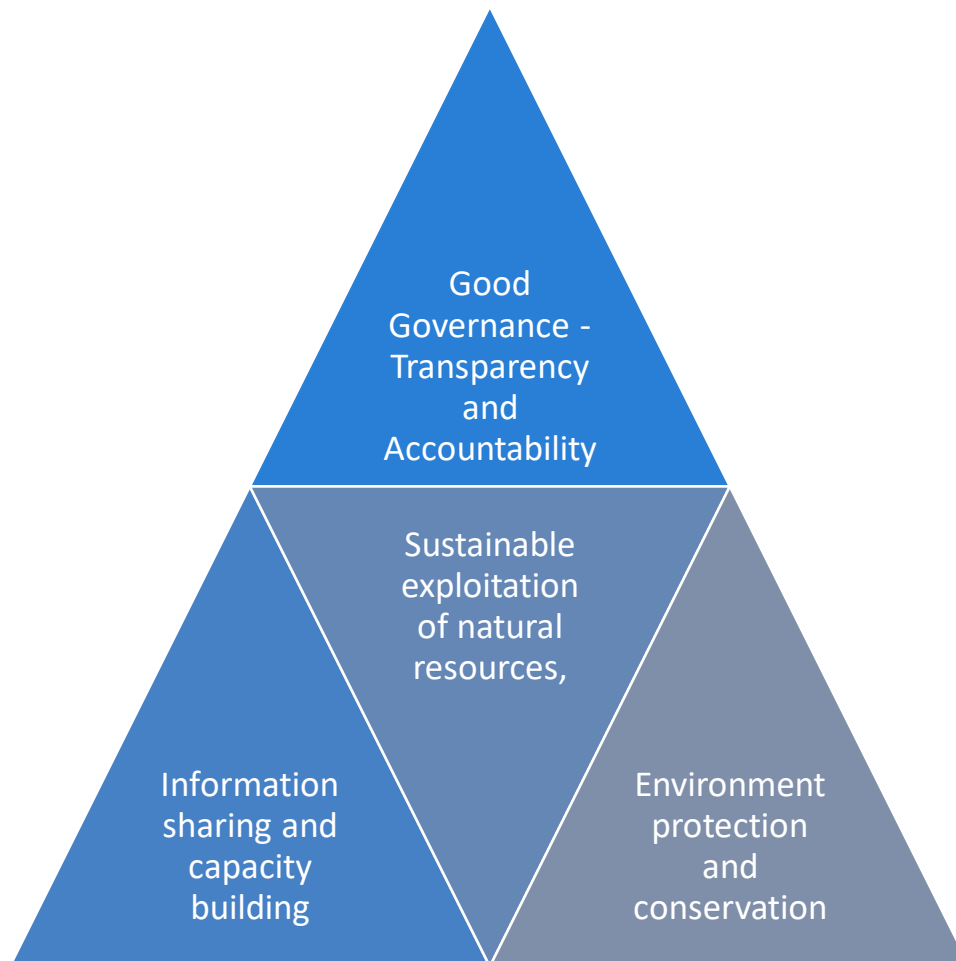 Good
Governance -
Transparency
and
Accountability
Sustainable
exploitation
of natural
resources,
Information
sharing and
capacity
building
Environment
protection
and
conservation